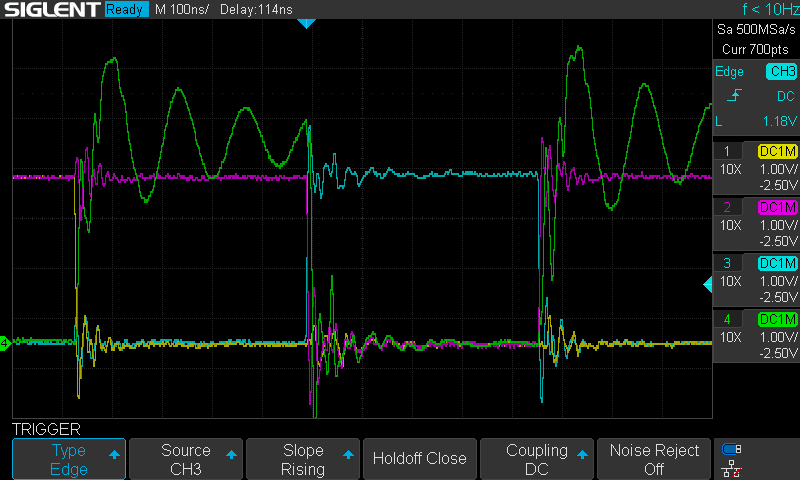 SIGLENT Ready M 100ns/ Delay:114ns f < 10Hz
Sa 500MSa/s
Curr 700pts
Edge CH3
DC
L 1.18V
1 DC1M
10X 1.00V/
-2.50V
2 DC1M
10X 1.00V/
-2.50V
3 DC1M
10X 1.00V/
-2.50V
4 DC1M
10X 1.00V/
-2.50V
4
TRIGGER
Type Source Slope Holdoff Close Coupling Noise Reject
Edge CH3 Rising DC Off